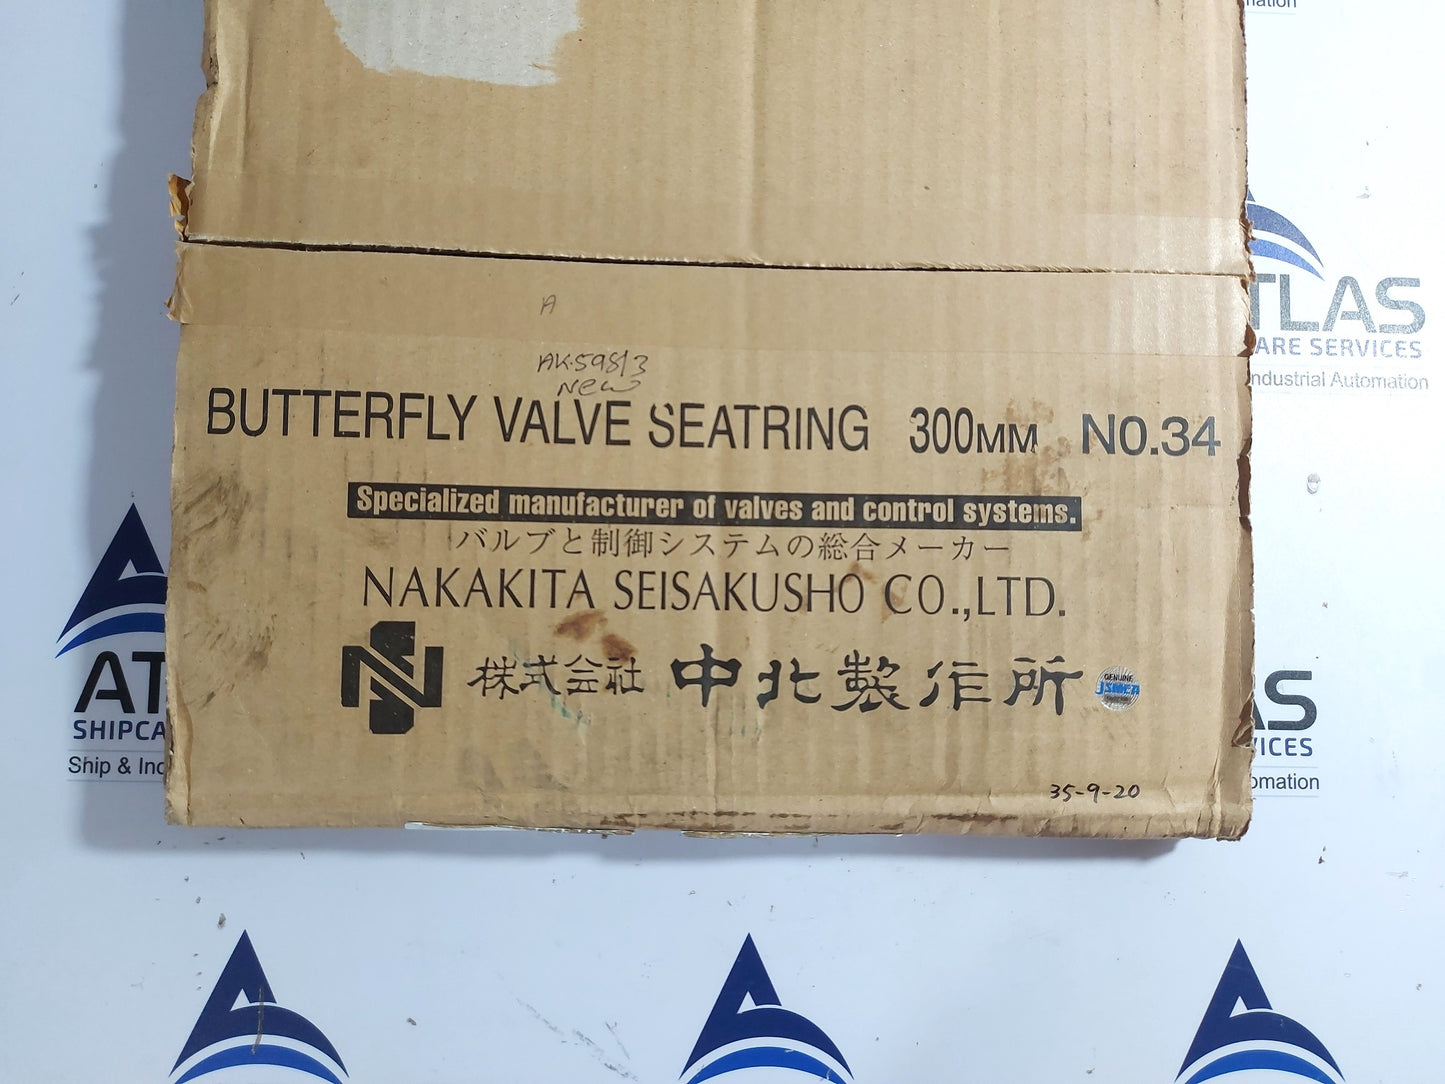 mation
A
AK-59813
New
BUTTERFLY VALVE SEATRING 300MM NO.34
Specialized manufacturer of valves and control systems.
バルブと制御システムの総合メーカー
NAKAKITA SEISAKUSHO CO.,LTD.
株式会社 中北製作所
GENUINE
JSMEA
35-9-20
TLAS
ARE SERVICES
ndustrial Automation
AT
SHIPCA
Ship & Ind
AS
VICES
omation